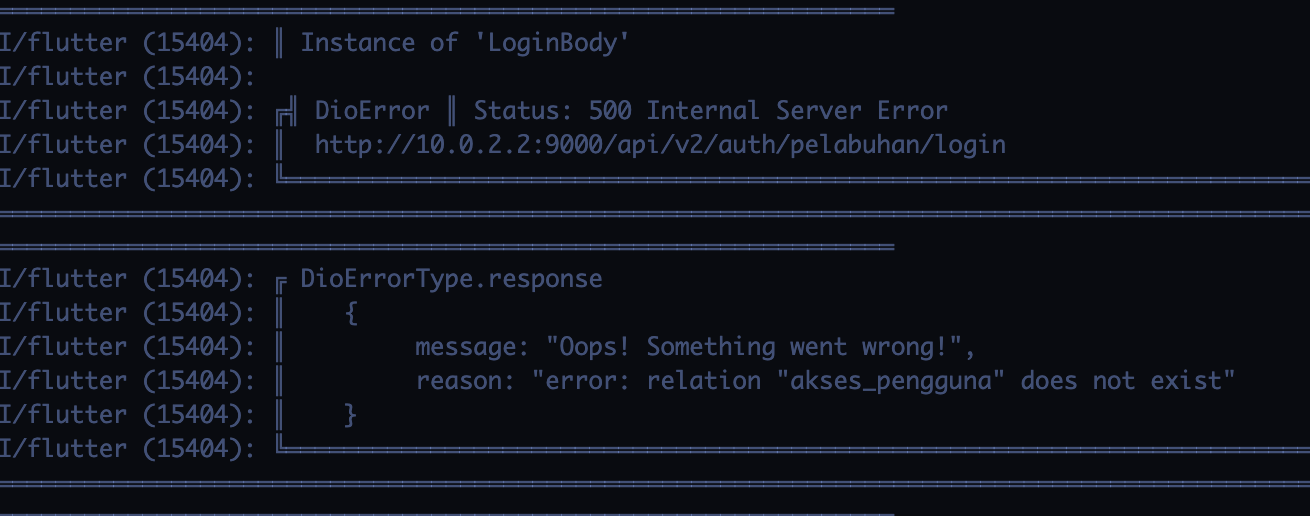 I/flutter (15404): ║ Instance of 'LoginBody'
I/flutter (15404):
I/flutter (15404): ╔╣ DioError ║ Status: 500 Internal Server Error
I/flutter (15404): ║  http://10.0.2.2:9000/api/v2/auth/pelabuhan/login
I/flutter (15404): ╚══════════
I/flutter (15404): ╔ DioErrorType.response
I/flutter (15404): ║    {
I/flutter (15404): ║         message: "Oops! Something went wrong!",
I/flutter (15404): ║         reason: "error: relation "akses_pengguna" does not exist"
I/flutter (15404): ║    }
I/flutter (15404): ╚══════════